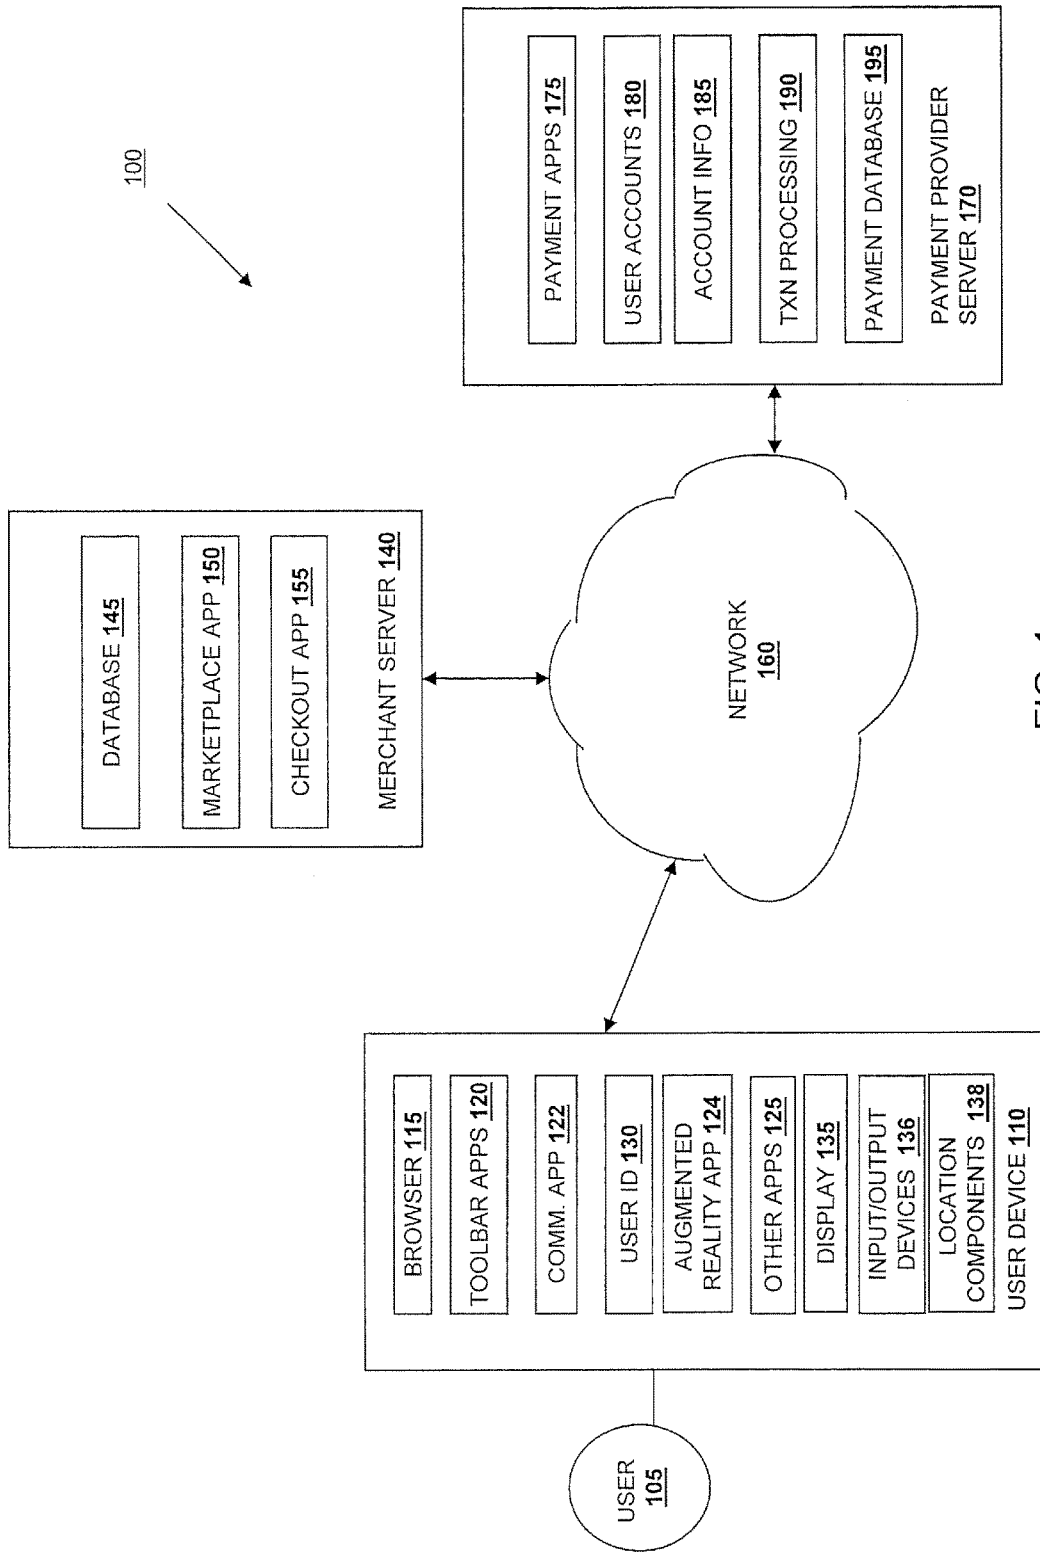 100
DATABASE 145
MARKETPLACE APP 150
CHECKOUT APP 155
MERCHANT SERVER 140
BROWSER 115
TOOLBAR APPS 120
COMM. APP 122
USER ID 130
AUGMENTED
REALITY APP 124
OTHER APPS 125
DISPLAY 135
INPUT/OUTPUT
DEVICES 136
LOCATION
COMPONENTS 138
USER DEVICE 110
USER
105
NETWORK
160
PAYMENT APPS 175
USER ACCOUNTS 180
ACCOUNT INFO 185
TXN PROCESSING 190
PAYMENT DATABASE 195
PAYMENT PROVIDER
SERVER 170